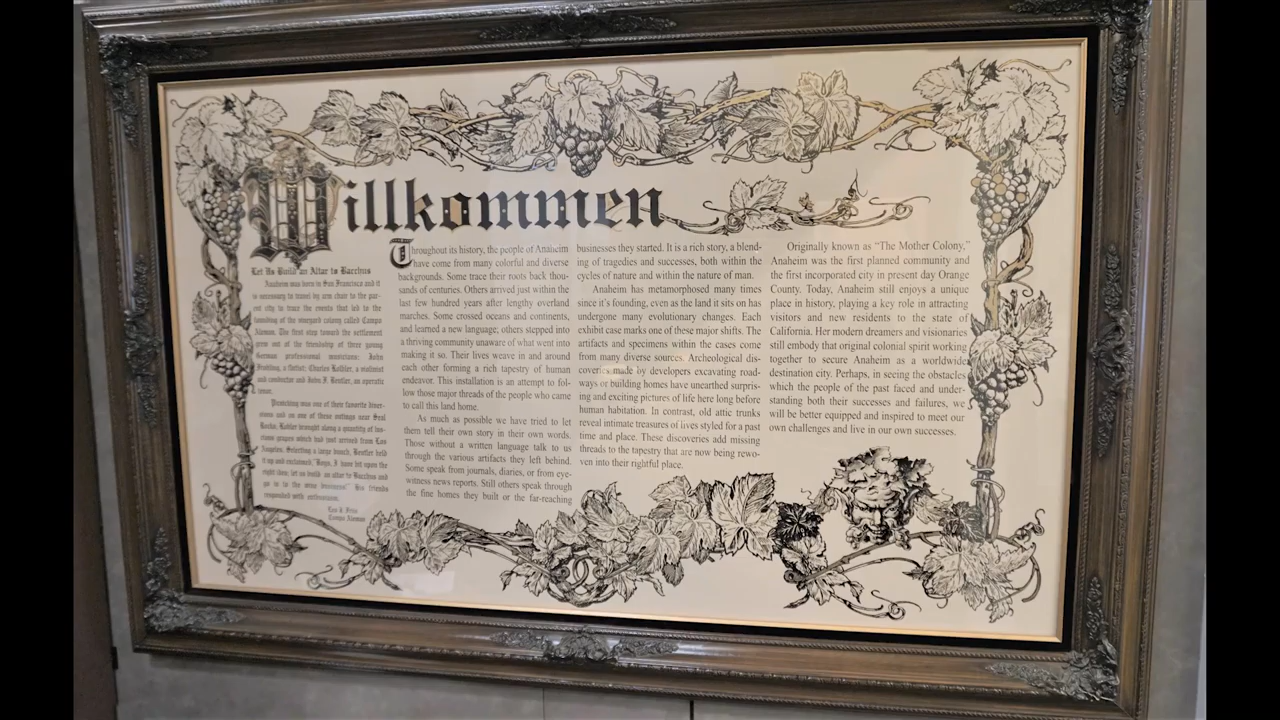 Willkommen
Let Us Build an Altar to Bacchus
Anaheim was born in San Francisco and it
is necessary to travel by arm chair to the par-
ent city to trace the events that led to the
founding of the vineyard colony called Campo
Aleman. The first step toward the settlement
grew out of the friendship of three young
German professional musicians: John
Frohling, a flutist; Charles Kohler, a violinist
and conductor and John F. Beutler, an operatic
tenor.
Picnicking was one of their favorite diver-
sions and on one of these outings near Seal
Rocks, Kohler brought along a quantity of lus-
cious grapes which had just arrived from Los
Angeles. Selecting a large bunch, Beutler held
it up and exclaimed, "Boys, I have hit upon the
right idea; let us build an altar to Bacchus and
go in to the wine business!" His friends
responded with enthusiasm.
Leo J. Friis
Campo Aleman
Throughout its history, the people of Anaheim
have come from many colorful and diverse
backgrounds. Some trace their roots back thou-
sands of centuries. Others arrived just within the
last few hundred years after lengthy overland
marches. Some crossed oceans and continents,
and learned a new language; others stepped into
a thriving community unaware of what went into
making it so. Their lives weave in and around
each other forming a rich tapestry of human
endeavor. This installation is an attempt to fol-
low those major threads of the people who came
to call this land home.
As much as possible we have tried to let
them tell their own story in their own words.
Those without a written language talk to us
through the various artifacts they left behind.
Some speak from journals, diaries, or from eye-
witness news reports. Still others speak through
the fine homes they built or the far-reaching
businesses they started. It is a rich story, a blend-
ing of tragedies and successes, both within the
cycles of nature and within the nature of man.
Anaheim has metamorphosed many times
since it's founding, even as the land it sits on has
undergone many evolutionary changes. Each
exhibit case marks one of these major shifts. The
artifacts and specimens within the cases come
from many diverse sources. Archeological dis-
coveries made by developers excavating road-
ways or building homes have unearthed surpris-
ing and exciting pictures of life here long before
human habitation. In contrast, old attic trunks
reveal intimate treasures of lives styled for a past
time and place. These discoveries add missing
threads to the tapestry that are now being rewo-
ven into their rightful place.
Originally known as “The Mother Colony,”
Anaheim was the first planned community and
the first incorporated city in present day Orange
County. Today, Anaheim still enjoys a unique
place in history, playing a key role in attracting
visitors and new residents to the state of
California. Her modern dreamers and visionaries
still embody that original colonial spirit working
together to secure Anaheim as a worldwide
destination city. Perhaps, in seeing the obstacles
which the people of the past faced and under-
standing both their successes and failures, we
will be better equipped and inspired to meet our
own challenges and live in our own successes.